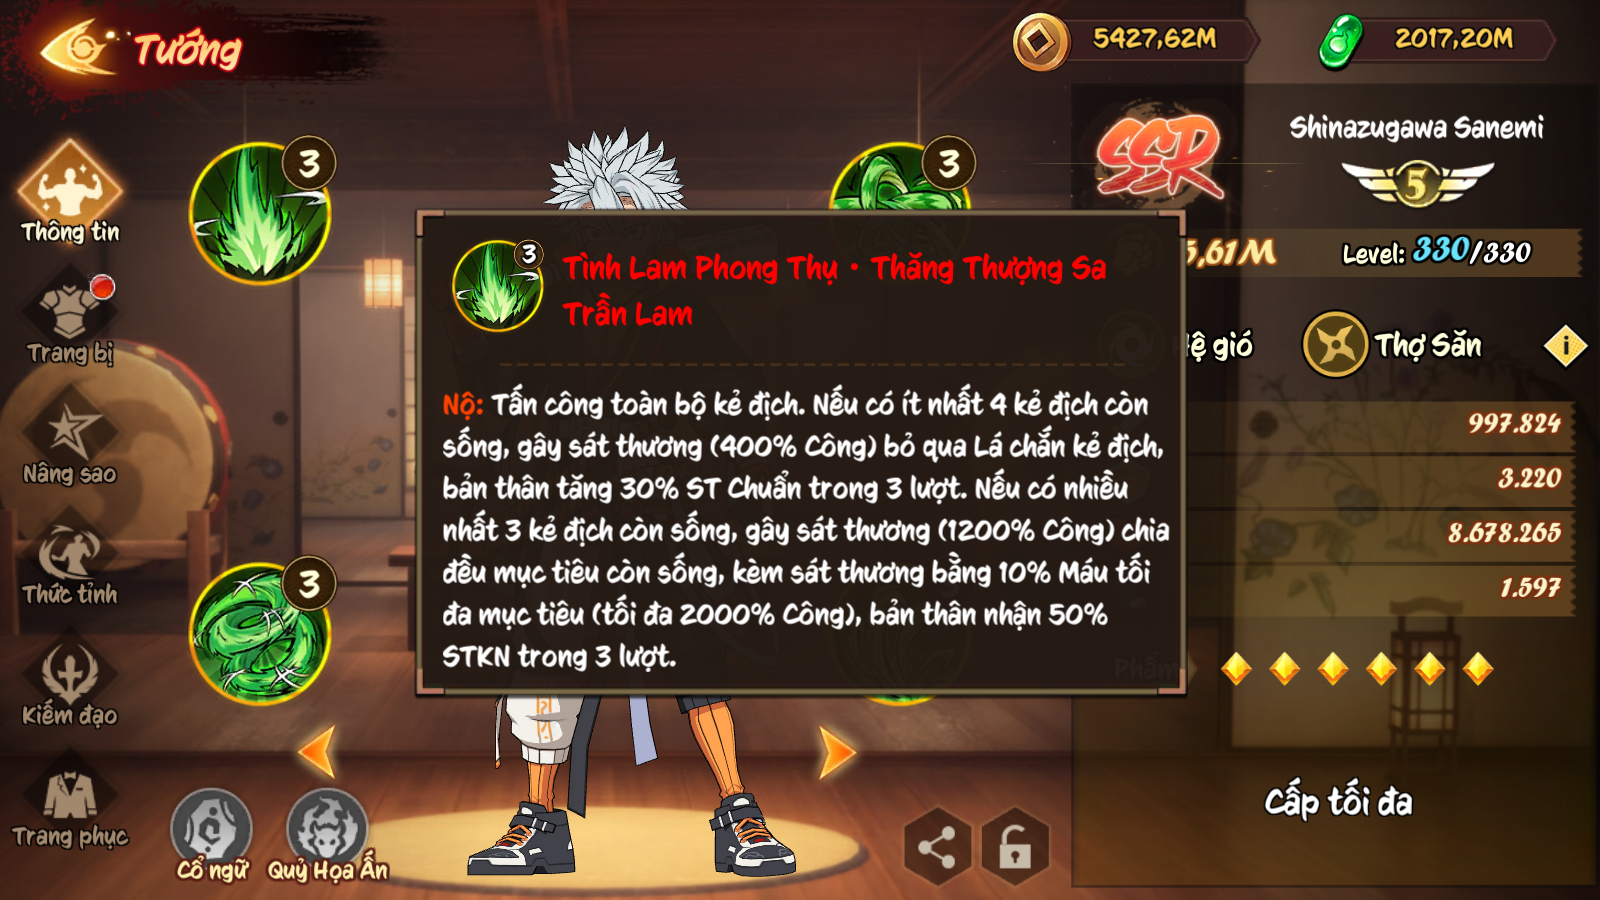 Tướng
5427,62M
2017,20M
SSR
Shinazugawa Sanemi
5
5,61M
Level: 330/330
Hệ gió
Thợ Săn
i
997.824
3.220
8.678.265
1.597
Phẩm
Cấp tối đa
Thông tin
Trang bị
Nâng sao
Thức tỉnh
Kiếm đạo
Trang phục
3
3
3
Cổ ngữ
Quỷ Họa Ấn
3
Tình Lam Phong Thụ • Thăng Thượng Sa
Trần Lam
Nộ: Tấn công toàn bộ kẻ địch. Nếu có ít nhất 4 kẻ địch còn
sống, gây sát thương (400% Công) bỏ qua Lá chắn kẻ địch,
bản thân tăng 30% ST Chuẩn trong 3 lượt. Nếu có nhiều
nhất 3 kẻ địch còn sống, gây sát thương (1200% Công) chia
đều mục tiêu còn sống, kèm sát thương bằng 10% Máu tối
đa mục tiêu (tối đa 2000% Công), bản thân nhận 50%
STKN trong 3 lượt.